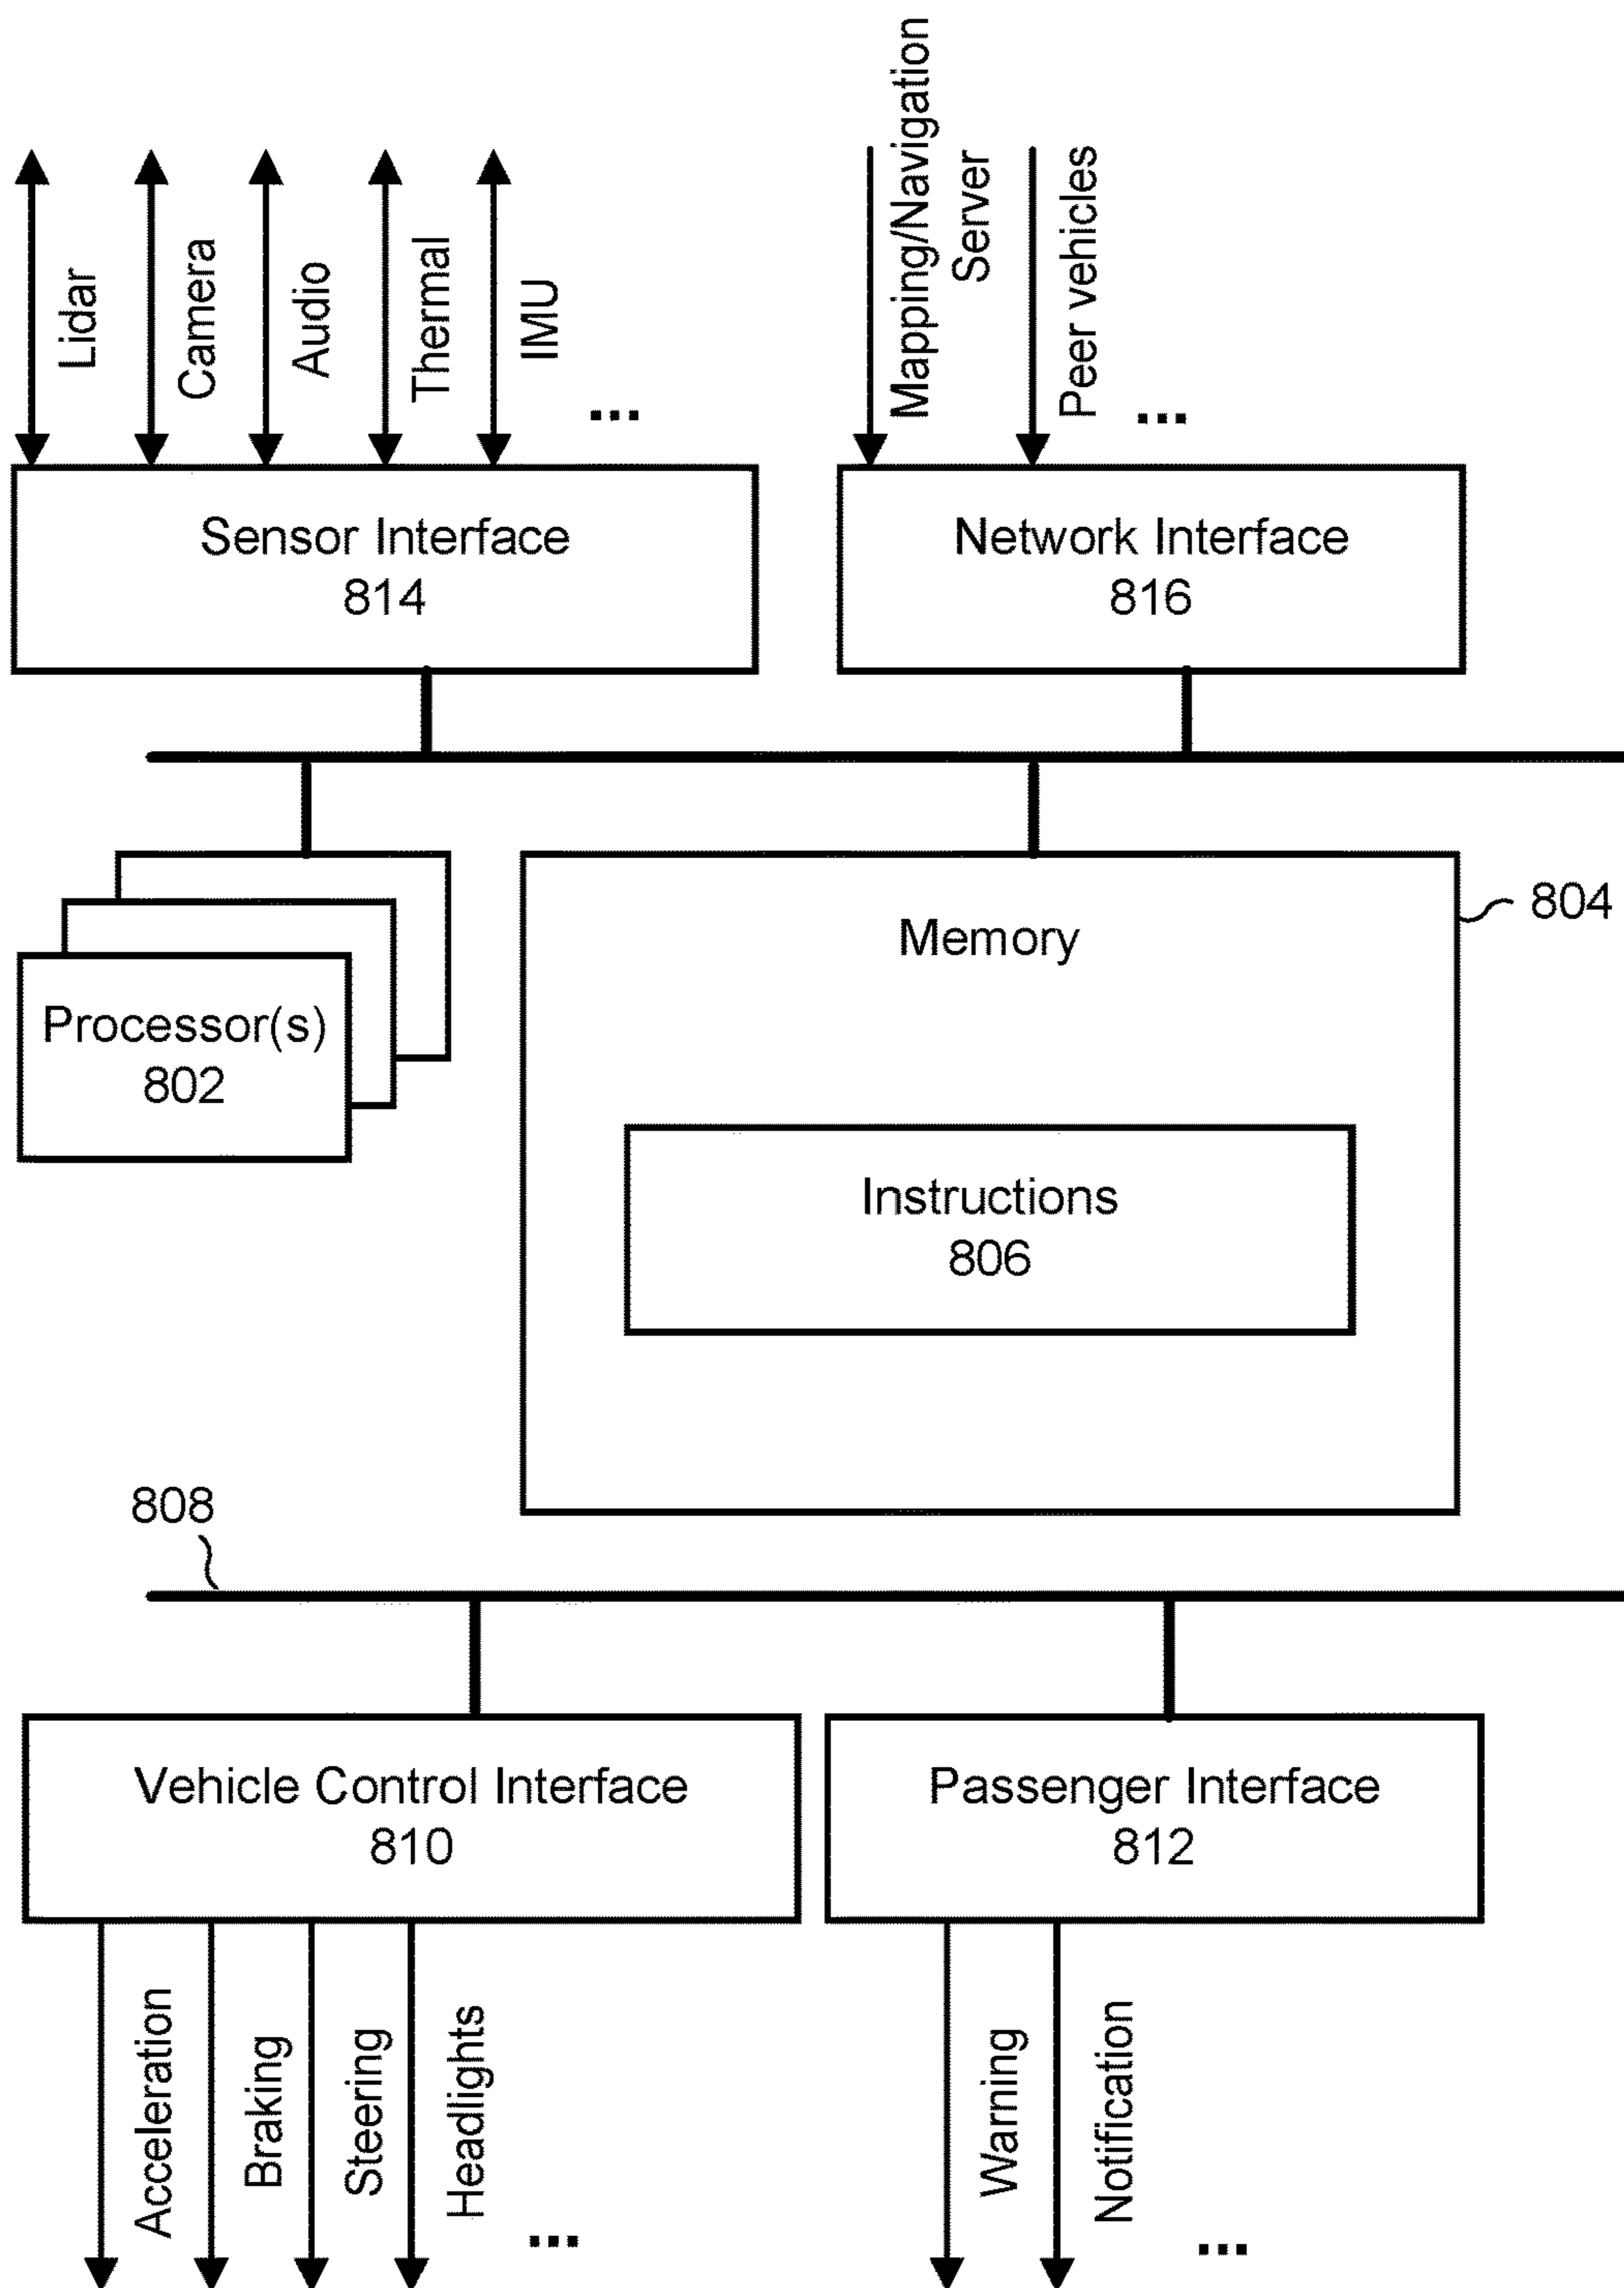 Lidar
Camera
Audio
Thermal
IMU
...
Mapping/Navigation
Server
Peer vehicles
...
Sensor Interface
814
Network Interface
816
804
Memory
Processor(s)
802
Instructions
806
808
Vehicle Control Interface
810
Passenger Interface
812
Acceleration
Braking
Steering
Headlights
...
Warning
Notification
...